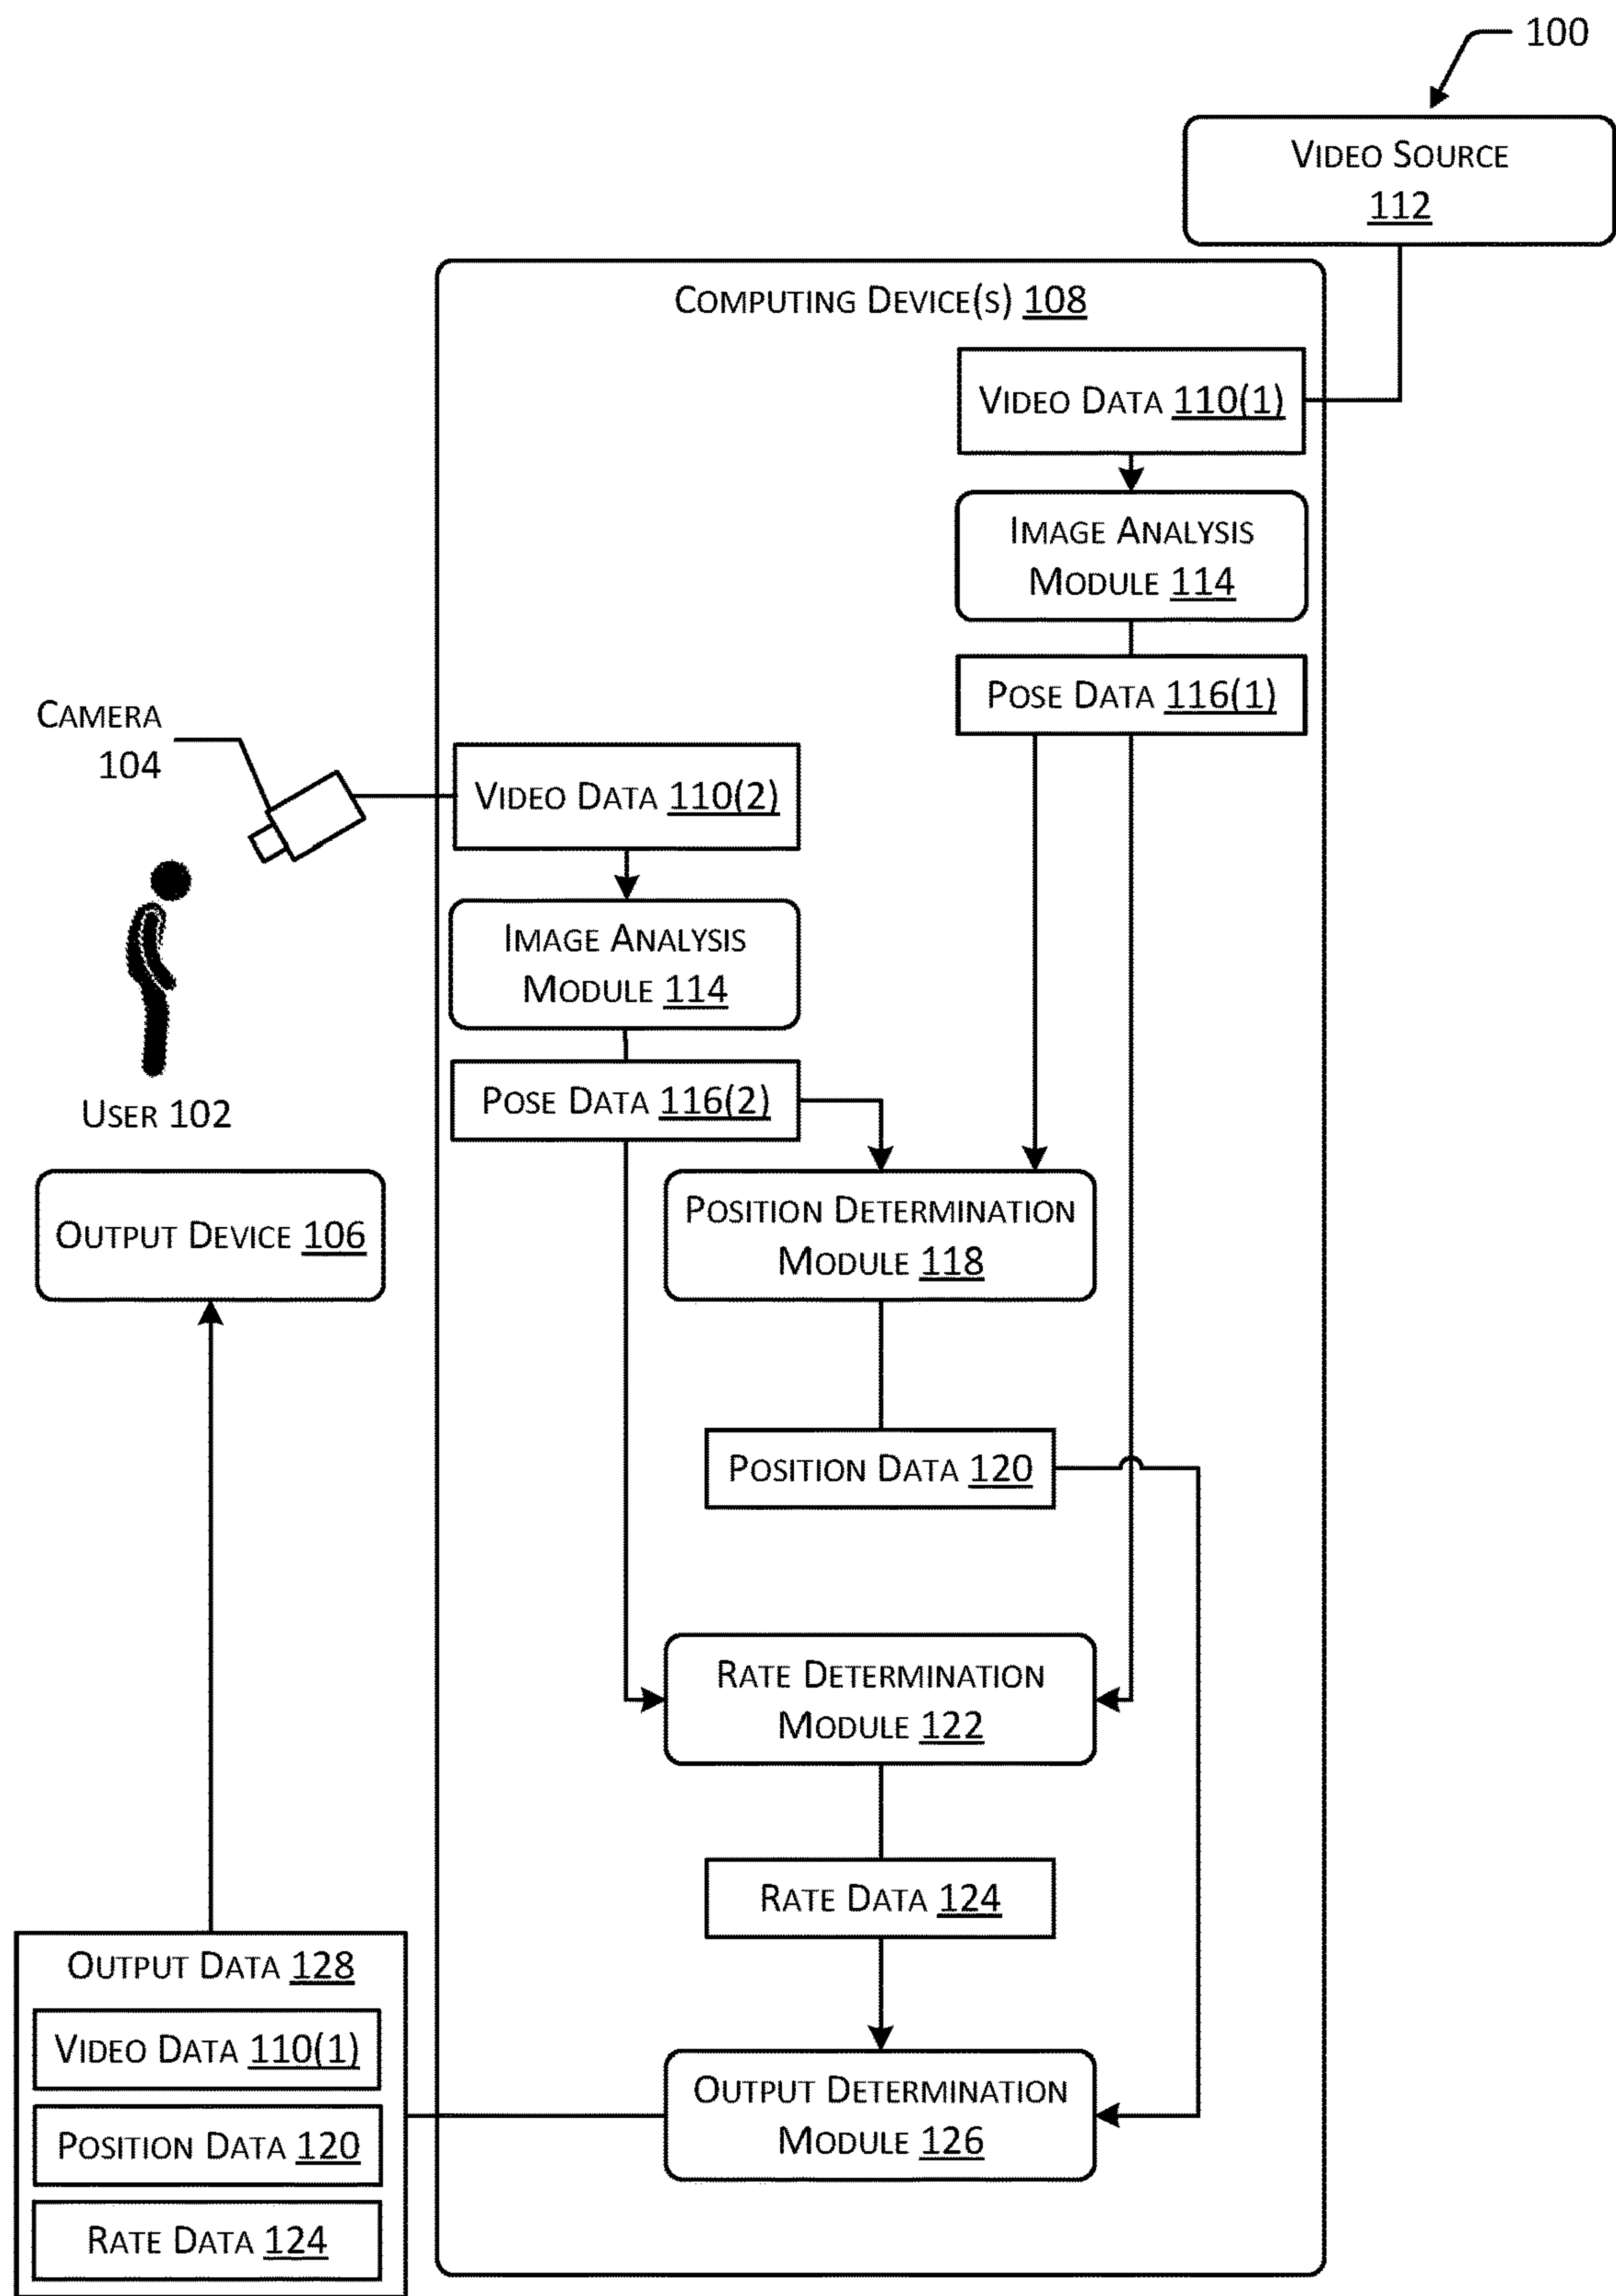 100
VIDEO SOURCE
112
COMPUTING DEVICE(S) 108
VIDEO DATA 110(1)
IMAGE ANALYSIS
MODULE 114
POSE DATA 116(1)
CAMERA
104
VIDEO DATA 110(2)
IMAGE ANALYSIS
MODULE 114
POSE DATA 116(2)
USER 102
OUTPUT DEVICE 106
POSITION DETERMINATION
MODULE 118
POSITION DATA 120
RATE DETERMINATION
MODULE 122
RATE DATA 124
OUTPUT DATA 128
VIDEO DATA 110(1)
POSITION DATA 120
RATE DATA 124
OUTPUT DETERMINATION
MODULE 126